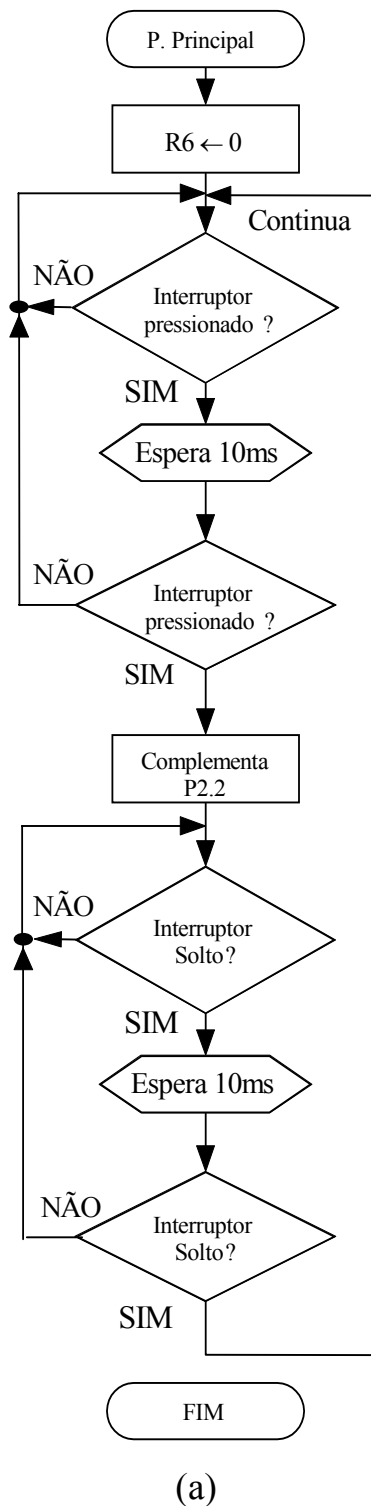 P. Principal
R6 ← 0
Continua
NÃO
Interruptor
pressionado ?
SIM
Espera 10ms
NÃO
Interruptor
pressionado ?
SIM
Complementa
P2.2
NÃO
Interruptor
Solto?
SIM
Espera 10ms
NÃO
Interruptor
Solto?
SIM
FIM
(a)